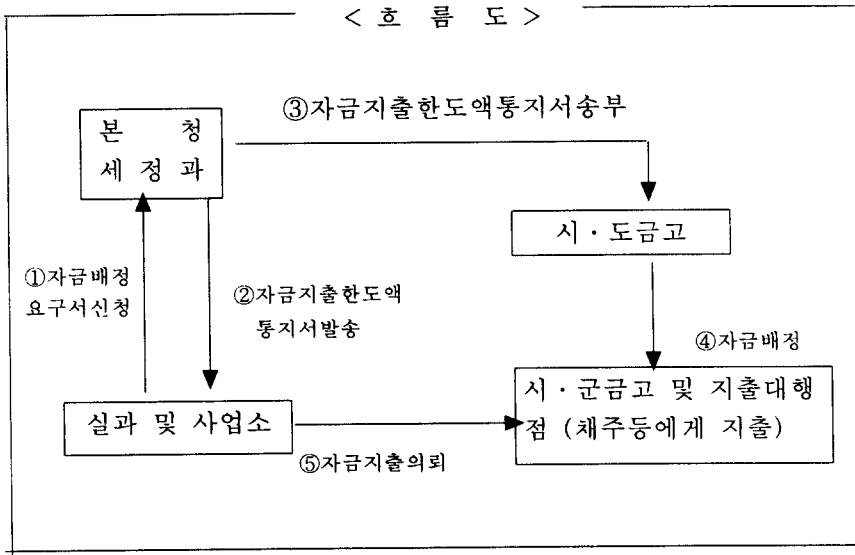 < 흐 름 도 >
③자금지출한도액통지서송부
본 청
세 정 과
시 · 도금고
①자금배정
요구서신청
②자금지출한도액
통지서발송
④자금배정
실과 및 사업소
시 · 군금고 및 지출대행
점 (채주등에게 지출)
⑤자금지출의뢰